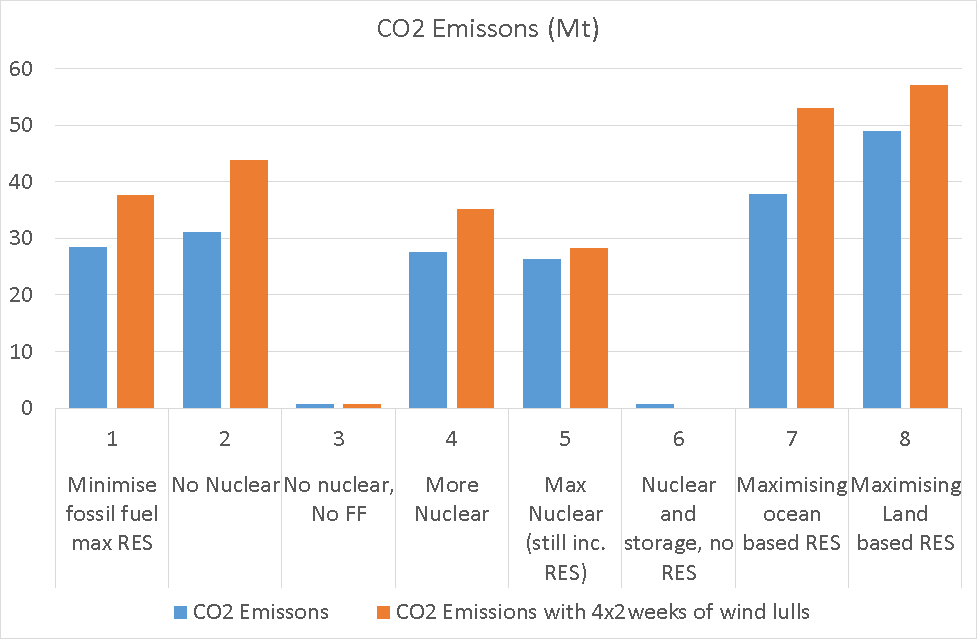 CO2 Emissons (Mt)
60
50
40
30
20
10
0
1 2 3 4 5 6 7 8
Minimise fossil fuel max RES
No Nuclear
No nuclear, No FF
More Nuclear
Max Nuclear (still inc. RES)
Nuclear and storage, no RES
Maximising ocean based RES
Maximising Land based RES
CO2 Emissons
CO2 Emissions with 4x2weeks of wind lulls